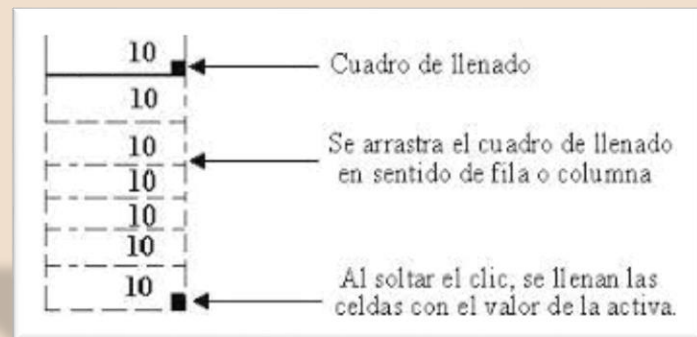 10
Cuadro de llenado
10
10
Se arrastra el cuadro de llenado
en sentido de fila o columna
10
10
10
10
Al soltar el clic, se llenan las
celdas con el valor de la activa.